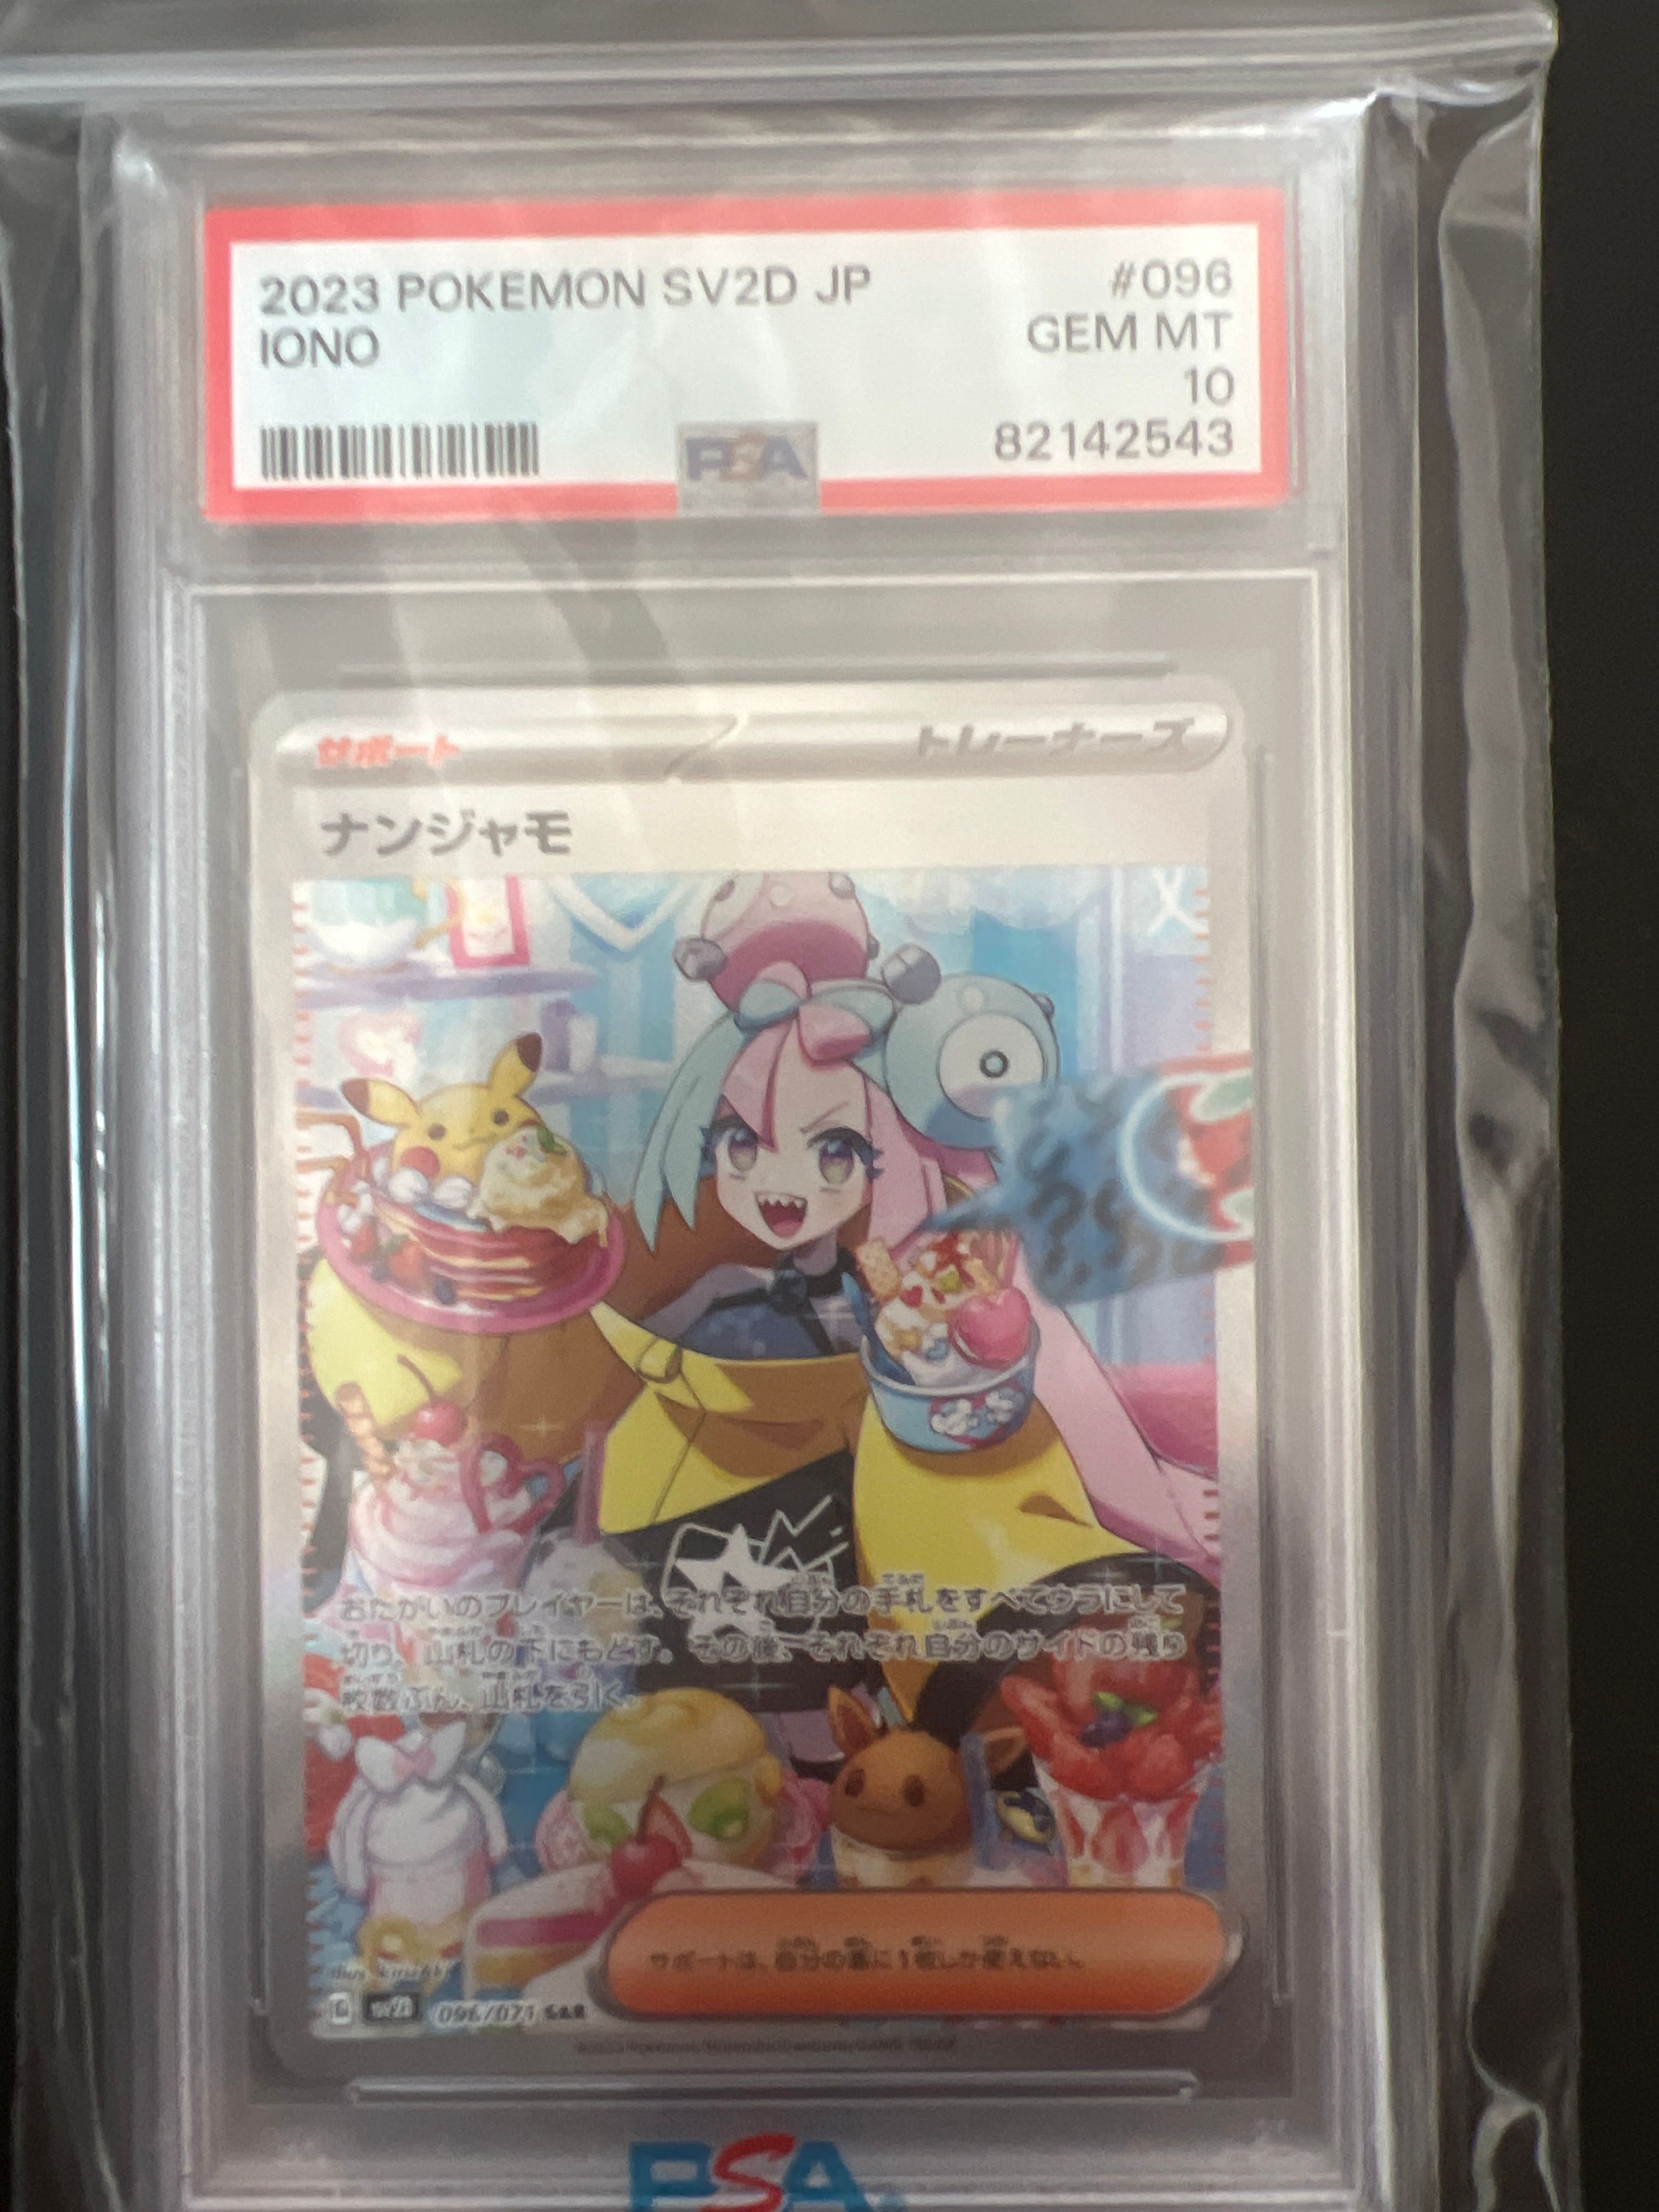 2023 POKEMON SV2D JP #096
IONO GEM MT
10
82142543
PSA
サポート トレーナーズ
ナンジャモ
おたがいのプレイヤーは、それぞれ自分の手札をすべてウラにして
切り、山札の下にもどす。その後、それぞれ自分のサイドの残り
枚数ぶん、山札を引く。
サポートは、自分の番に1枚しか使えない。
096/071 SAR
PSA